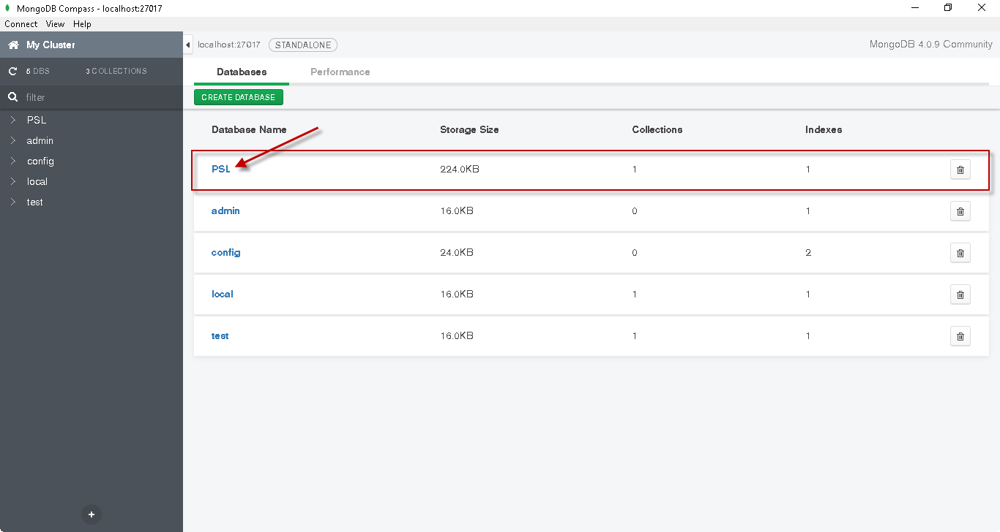 MongoDB Compass - localhost:27017
Connect View Help
My Cluster
5 DBS 3 COLLECTIONS
filter
PSL
admin
config
local
test
localhost:27017 STANDALONE MongoDB 4.0.9 Community
Databases Performance
CREATE DATABASE
Database Name Storage Size Collections Indexes
PSL 224.0KB 1 1
admin 16.0KB 0 1
config 24.0KB 0 2
local 16.0KB 1 1
test 16.0KB 1 1